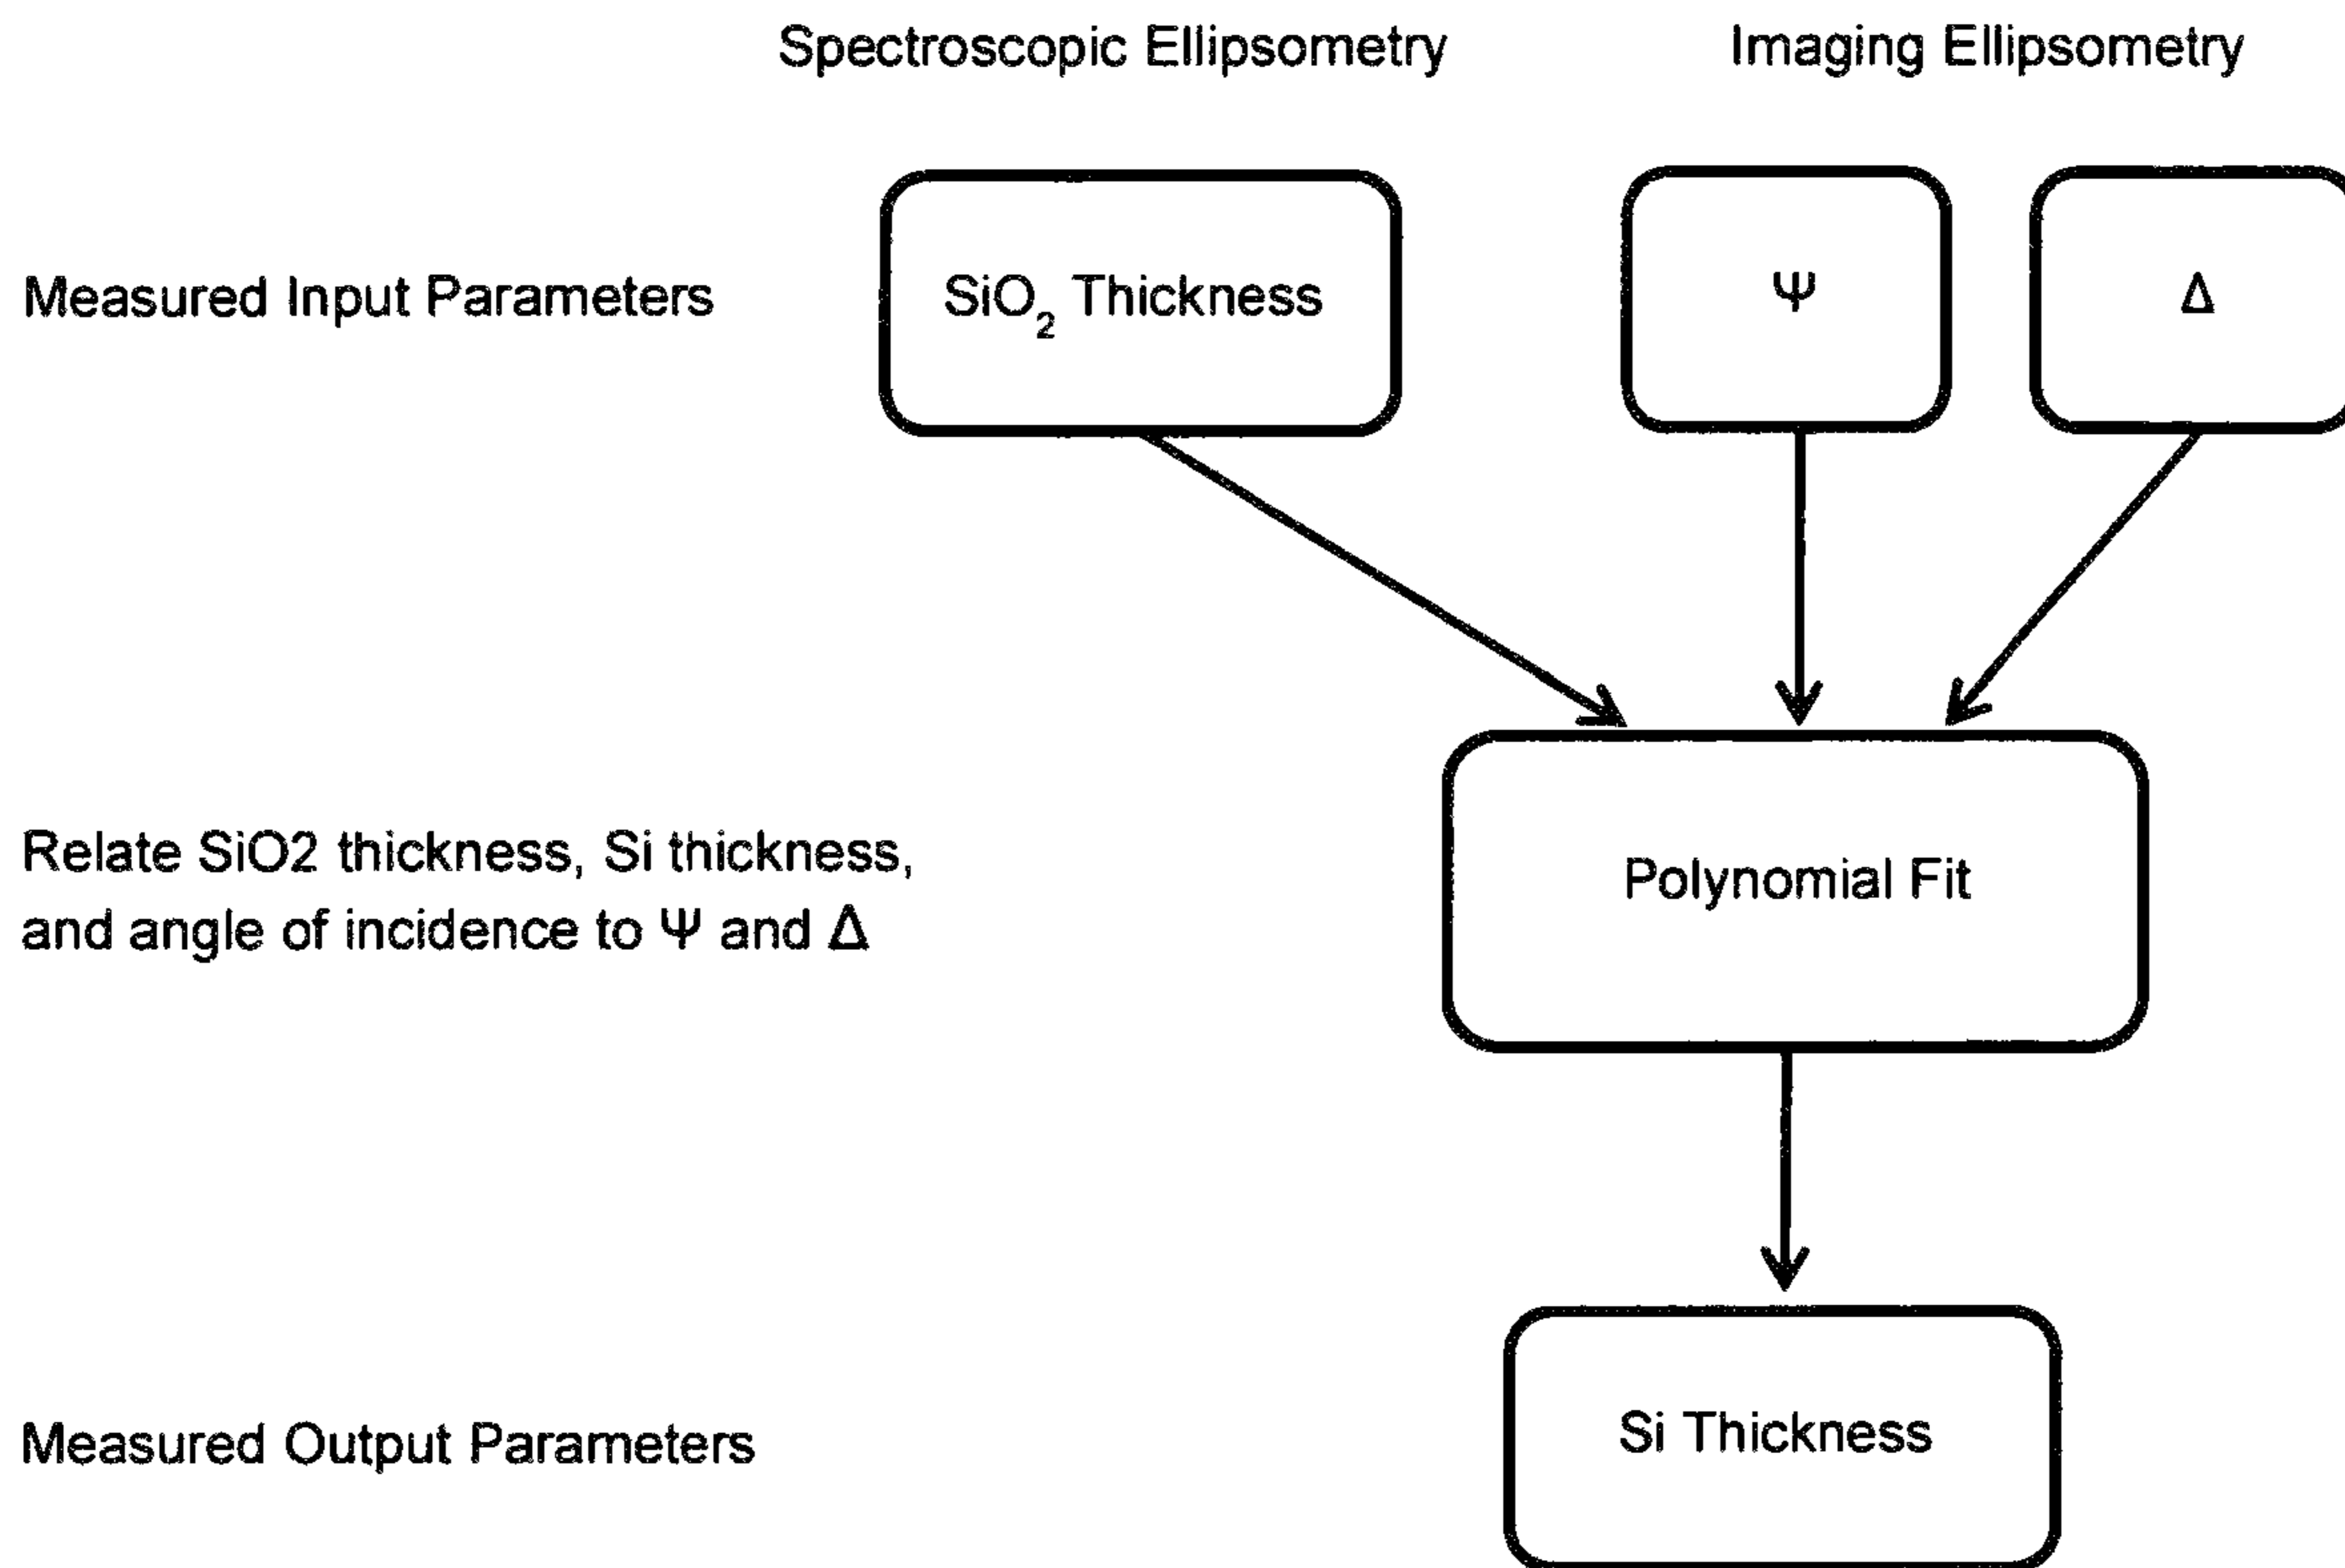 Spectroscopic Ellipsometry
Imaging Ellipsometry
Measured Input Parameters
SiO₂ Thickness
Ψ
Δ
Relate SiO2 thickness, Si thickness,
and angle of incidence to Ψ and Δ
Polynomial Fit
Measured Output Parameters
Si Thickness